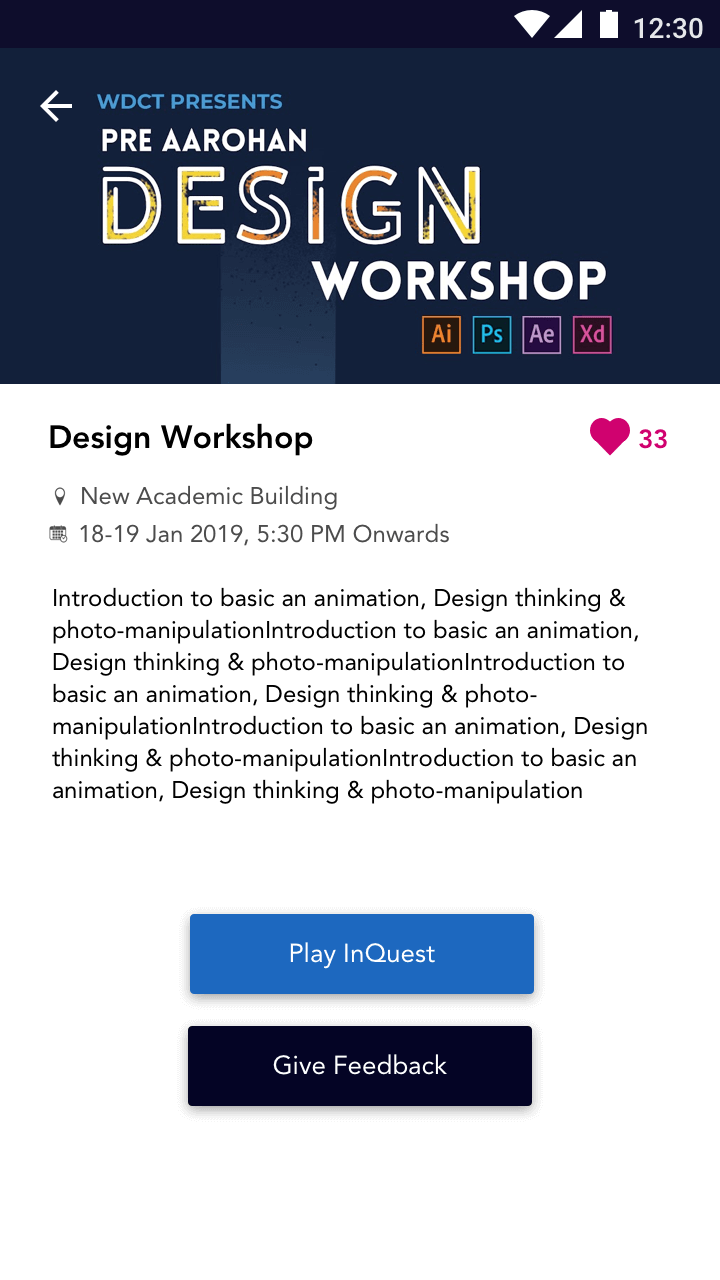 12:30
WDCT PRESENTS
PRE AAROHAN
DESIGN
WORKSHOP
Ai Ps Ae Xd
Design Workshop
33
New Academic Building
18-19 Jan 2019, 5:30 PM Onwards
Introduction to basic an animation, Design thinking &
photo-manipulationIntroduction to basic an animation,
Design thinking & photo-manipulationIntroduction to
basic an animation, Design thinking & photo-
manipulationIntroduction to basic an animation, Design
thinking & photo-manipulationIntroduction to basic an
animation, Design thinking & photo-manipulation
Play InQuest
Give Feedback